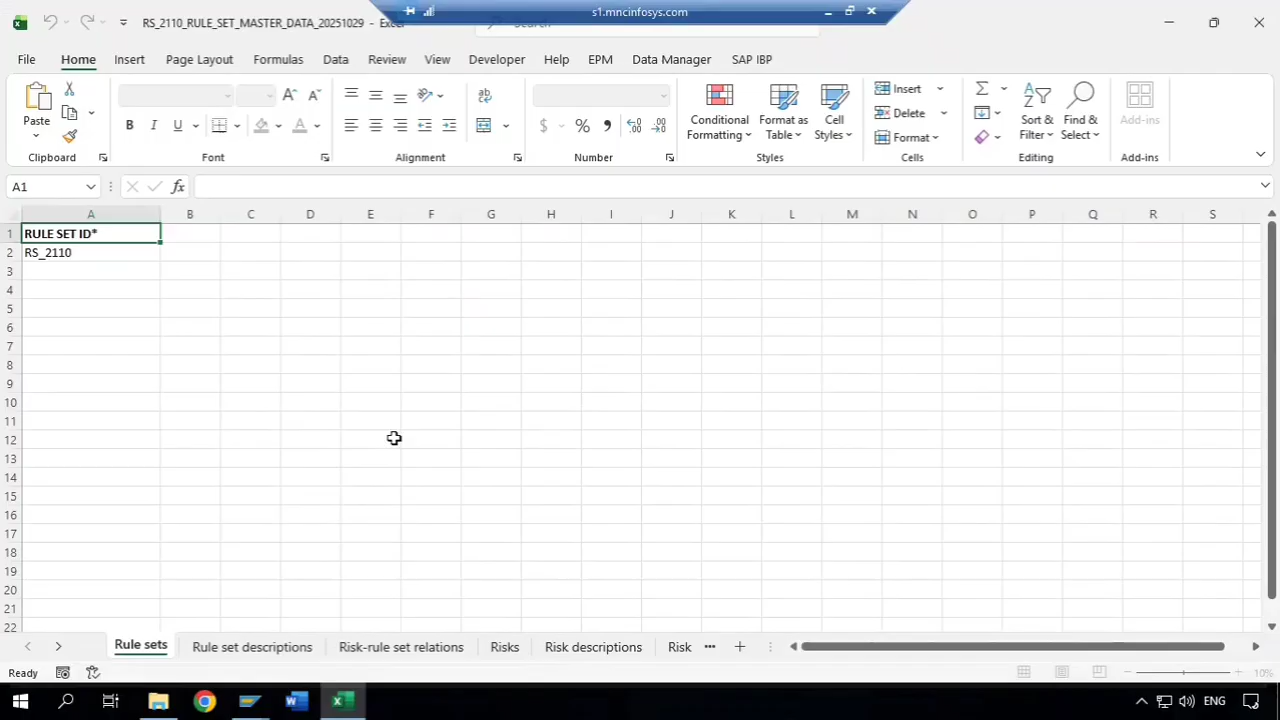 s1.mncinfosys.com
RS_2110_RULE_SET_MASTER_DATA_20251029 - Excel
Search
File Home Insert Page Layout Formulas Data Review View Developer Help EPM Data Manager SAP IBP
Paste
B I U
A A
$ % ,
Conditional Formatting
Format as Table
Cell Styles
Insert
Delete
Format
Sort & Filter
Find & Select
Add-ins
Clipboard Font Alignment Number Styles Cells Editing Add-ins
A1 fx
A B C D E F G H I J K L M N O P Q R S
1 RULE SET ID*
2 RS_2110
3
4
5
6
7
8
9
10
11
12
13
14
15
16
17
18
19
20
21
22
Rule sets Rule set descriptions Risk-rule set relations Risks Risk descriptions Risk
Ready 10%
ENG